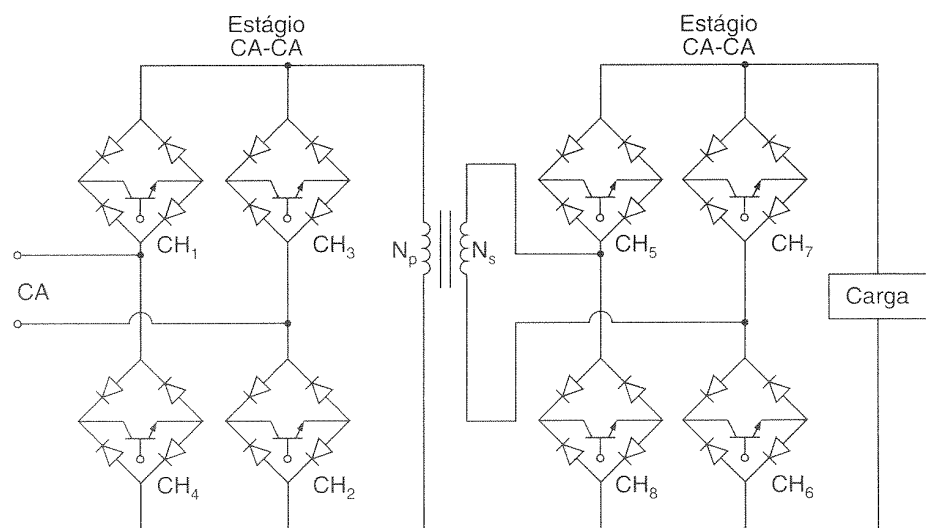 Estágio
CA-CA
Estágio
CA-CA
CH₁
CH₃
Nₚ
Nₛ
CH₅
CH₇
CA
Carga
CH₄
CH₂
CH₈
CH₆